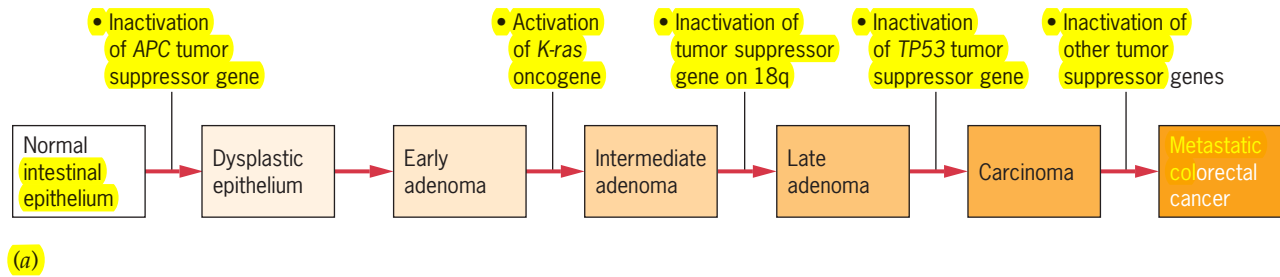 • Inactivation
of APC tumor
suppressor gene
• Activation
of K-ras
oncogene
• Inactivation of
tumor suppressor
gene on 18q
• Inactivation
of TP53 tumor
suppressor gene
• Inactivation of
other tumor
suppressor genes
Normal
intestinal
epithelium
Dysplastic
epithelium
Early
adenoma
Intermediate
adenoma
Late
adenoma
Carcinoma
Metastatic
colorectal
cancer
(a)